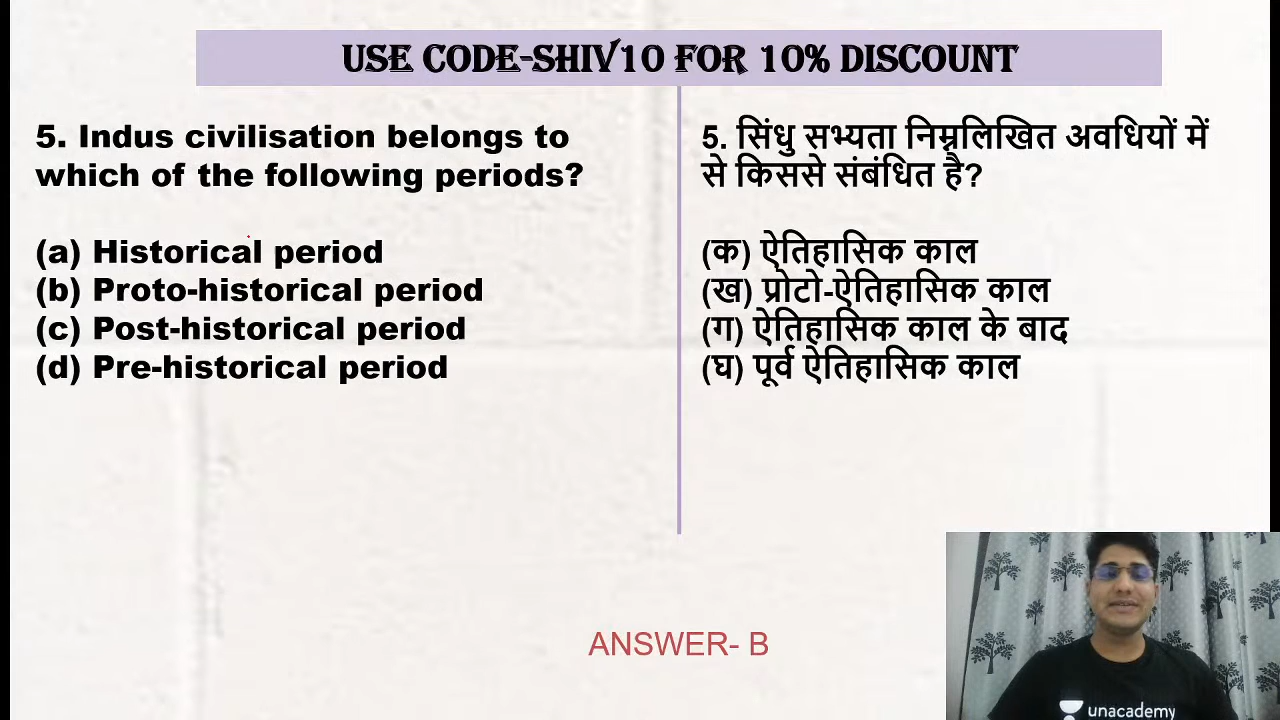 USE CODE-SHIV10 FOR 10% DISCOUNT
5. Indus civilisation belongs to
which of the following periods?
(a) Historical period
(b) Proto-historical period
(c) Post-historical period
(d) Pre-historical period
5. सिंधु सभ्यता निम्नलिखित अवधियों में
से किससे संबंधित है?
(क) ऐतिहासिक काल
(ख) प्रोटो-ऐतिहासिक काल
(ग) ऐतिहासिक काल के बाद
(घ) पूर्व ऐतिहासिक काल
ANSWER- B
unacademy